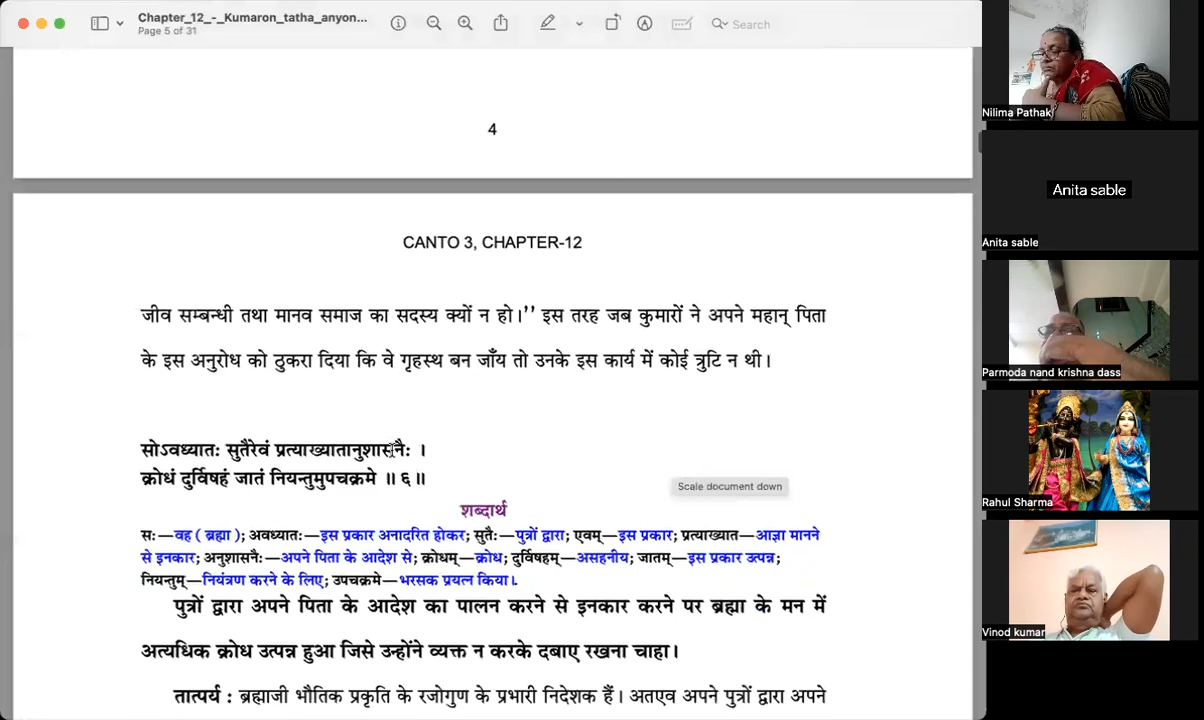 Chapter_12_-_Kumaron_tatha_anyon...
Page 5 of 31
Search
4
CANTO 3, CHAPTER-12
जीव सम्बन्धी तथा मानव समाज का सदस्य क्यों न हो।’’ इस तरह जब कुमारों ने अपने महान् पिता
के इस अनुरोध को ठुकरा दिया कि वे गृहस्थ बन जाँय तो उनके इस कार्य में कोई त्रुटि न थी।
सोऽवध्यातः सुतैरेवं प्रत्याख्यातानुशासनैः ।
क्रोधं दुर्विषहं जातं नियन्तुमुपचक्रमे ॥ ६ ॥
Scale document down
शब्दार्थ
सः—वह ( ब्रह्मा ); अवध्यातः—इस प्रकार अनादरित होकर; सुतैः—पुत्रों द्वारा; एवम्—इस प्रकार; प्रत्याख्यात—आज्ञा मानने
से इनकार; अनुशासनैः—अपने पिता के आदेश से; क्रोधम्—क्रोध; दुर्विषहम्—असहनीय; जातम्—इस प्रकार उत्पन्न;
नियन्तुम्—नियंत्रण करने के लिए; उपचक्रमे—भरसक प्रयत्न किया।
पुत्रों द्वारा अपने पिता के आदेश का पालन करने से इनकार करने पर ब्रह्मा के मन में
अत्यधिक क्रोध उत्पन्न हुआ जिसे उन्होंने व्यक्त न करके दबाए रखना चाहा।
तात्पर्य : ब्रह्माजी भौतिक प्रकृति के रजोगुण के प्रभारी निदेशक हैं। अतएव अपने पुत्रों द्वारा अपने
Nilima Pathak
Anita sable
Anita sable
Parmoda nand krishna dass
Rahul Sharma
Vinod kumar